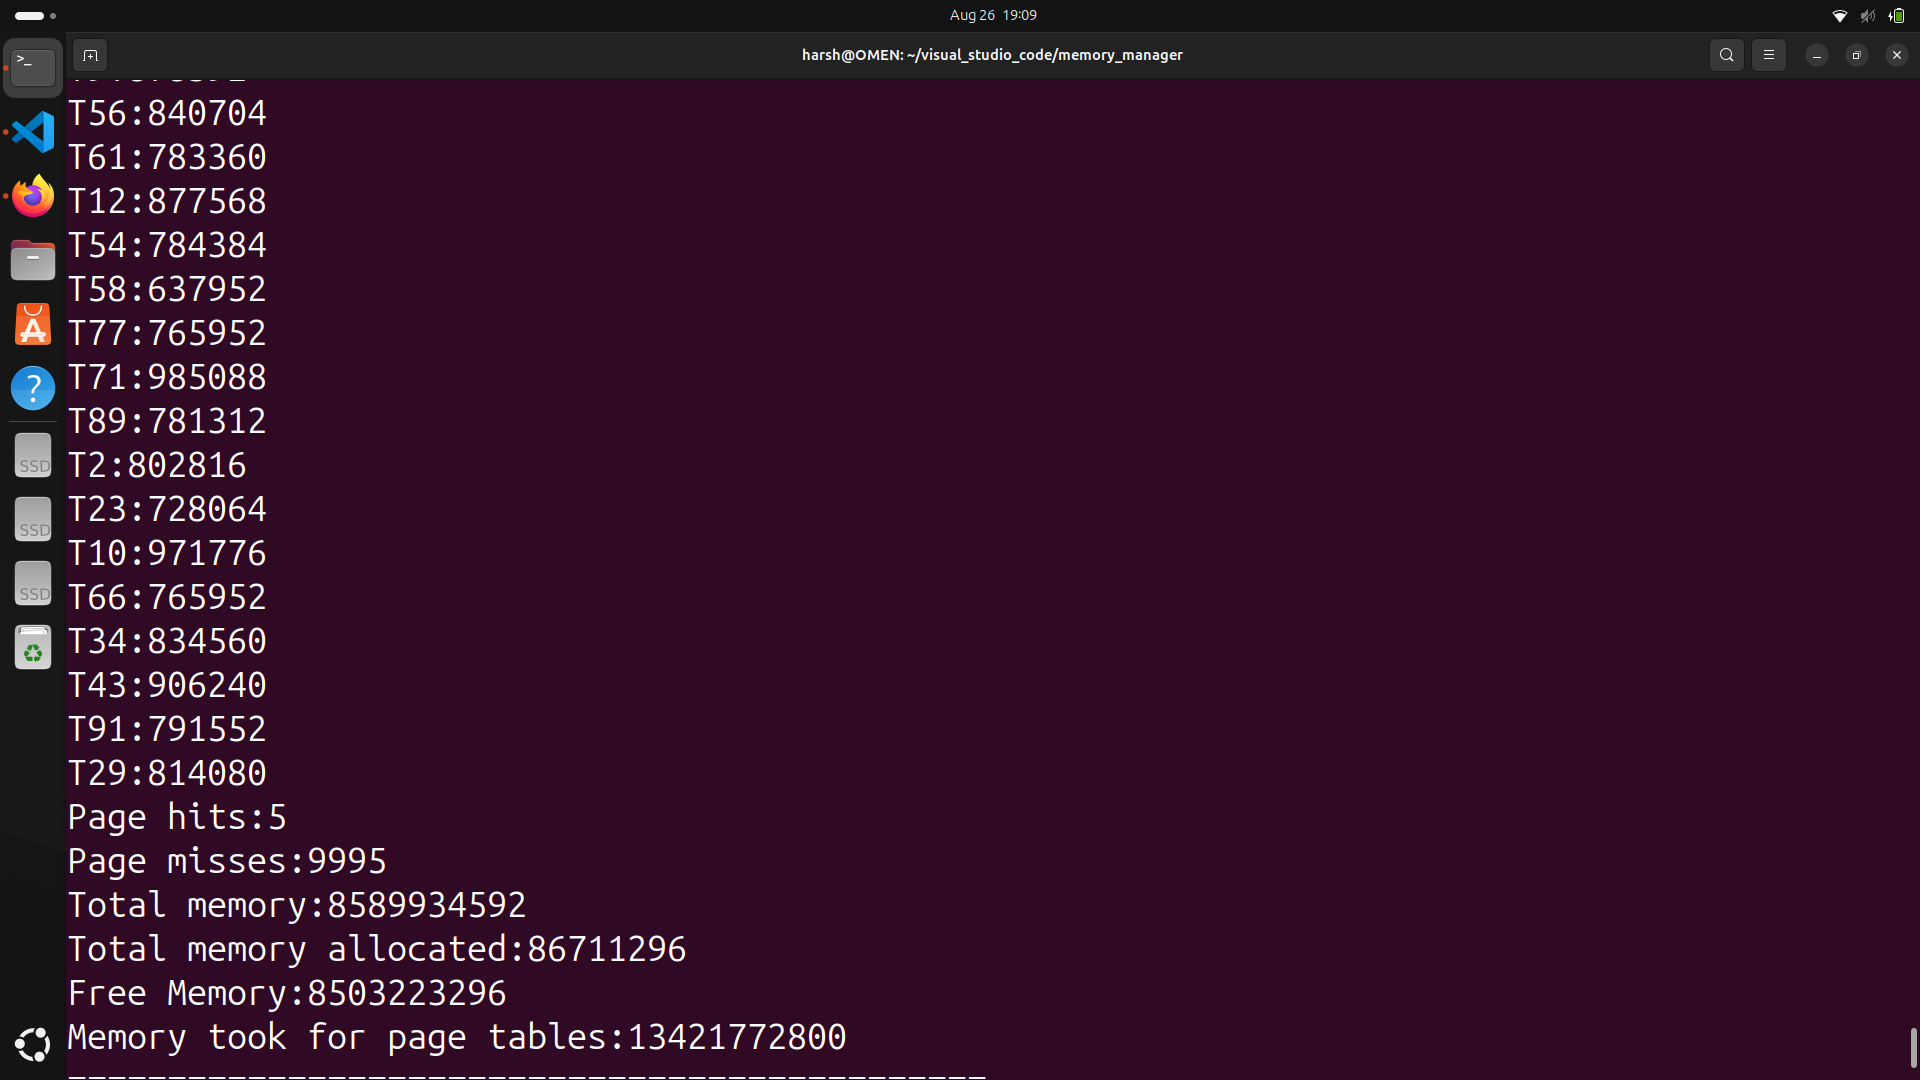 Aug 26 19:09
harsh@OMEN: ~/visual_studio_code/memory_manager
T56:840704
T61:783360
T12:877568
T54:784384
T58:637952
T77:765952
T71:985088
T89:781312
T2:802816
T23:728064
T10:971776
T66:765952
T34:834560
T43:906240
T91:791552
T29:814080
Page hits:5
Page misses:9995
Total memory:8589934592
Total memory allocated:86711296
Free Memory:8503223296
Memory took for page tables:13421772800
----------------------------------------------
SSD
SSD
SSD